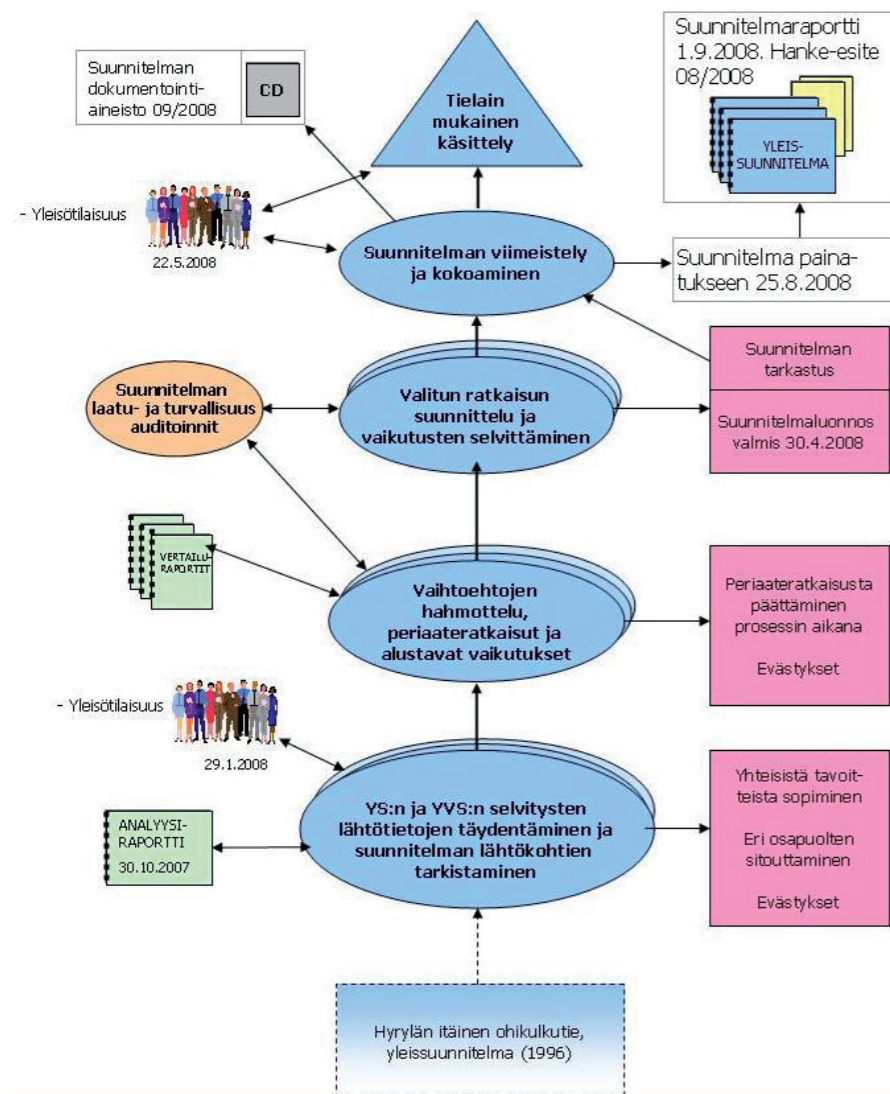 Suunnitelman
dokumentointi-
aineisto 09/2008
CD
Tielain
mukainen
käsittely
Suunnitelmaraportti
1.9.2008. Hanke-esite
08/2008
YLEIS-
SUUNNITELMA
- Yleisötilaisuus
22.5.2008
Suunnitelman viimeistely
ja kokoaminen
Suunnitelma paina-
tukseen 25.8.2008
Suunnitelman
tarkastus
Suunnitelman
laatu- ja turvallisuus
auditoinnit
Valitun ratkaisun
suunnittelu ja
vaikutusten selvittäminen
Suunnitelmaluonnos
valmis 30.4.2008
VERTAILU-
RAPORTIT
Vaihtoehtojen
hahmottelu,
periaateratkaisut ja
alustavat vaikutukset
Periaateratkaisusta
päättäminen
prosessin aikana
Evästykset
- Yleisötilaisuus
29.1.2008
ANALYYSI-
RAPORTTI
30.10.2007
YS:n ja YVS:n selvitysten
lähtötietojen täydentäminen ja
suunnitelman lähtökohtien
tarkistaminen
Yhteisistä tavoit-
teista sopiminen
Eri osapuolten
sitouttaminen
Evästykset
Hyrylän itäinen ohikulkutie,
yleissuunnitelma (1996)